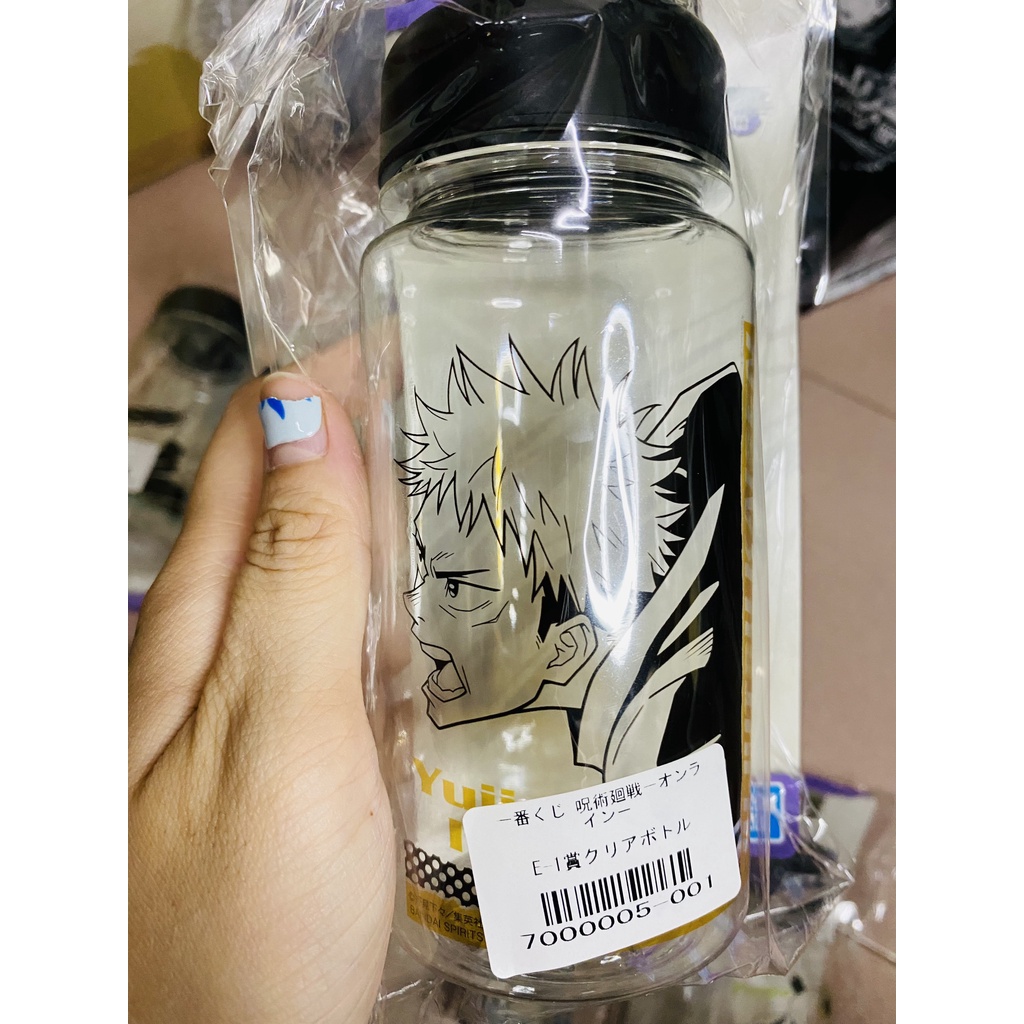 Yuji
一番くじ 呪術廻戦ーオンラ
インー
E-1賞クリアボトル
7000005-001
BANDAI SPIRITS